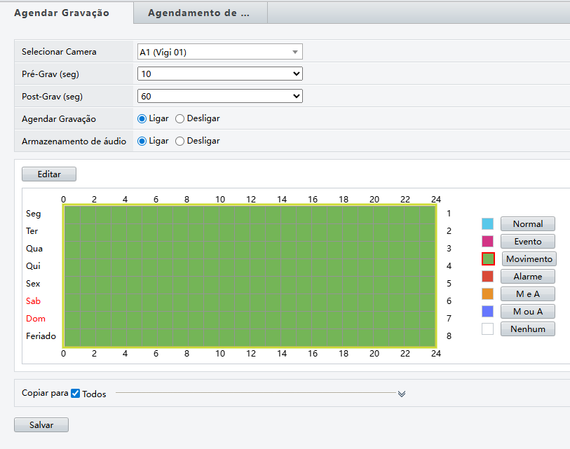 Agendar Gravação Agendamento de ...
Selecionar Camera A1 (Vigi 01)
Pré-Grav (seg) 10
Post-Grav (seg) 60
Agendar Gravação Ligar Desligar
Armazenamento de áudio Ligar Desligar
Editar
0 2 4 6 8 10 12 14 16 18 20 22 24
Seg 1
Ter 2
Qua 3
Qui 4
Sex 5
Sab 6
Dom 7
Feriado 8
0 2 4 6 8 10 12 14 16 18 20 22 24
Normal
Evento
Movimento
Alarme
M e A
M ou A
Nenhum
Copiar para Todos
Salvar